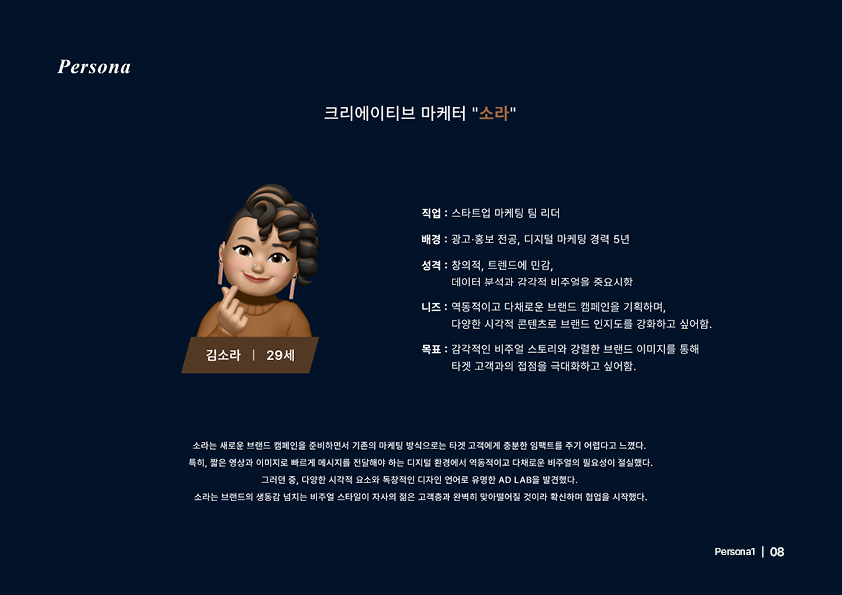 Persona
크리에이티브 마케터 "소라"
직업 : 스타트업 마케팅 팀 리더
배경 : 광고·홍보 전공, 디지털 마케팅 경력 5년
성격 : 창의적, 트렌드에 민감,
데이터 분석과 감각적 비주얼을 중요시함
니즈 : 역동적이고 다채로운 브랜드 캠페인을 기획하며,
다양한 시각적 콘텐츠로 브랜드 인지도를 강화하고 싶어함.
목표 : 감각적인 비주얼 스토리와 강렬한 브랜드 이미지를 통해
타겟 고객과의 접점을 극대화하고 싶어함.
김소라 | 29세
소라는 새로운 브랜드 캠페인을 준비하면서 기존의 마케팅 방식으로는 타겟 고객에게 충분한 임팩트를 주기 어렵다고 느꼈다.
특히, 짧은 영상과 이미지로 빠르게 메시지를 전달해야 하는 디지털 환경에서 역동적이고 다채로운 비주얼의 필요성이 절실했다.
그러던 중, 다양한 시각적 요소와 독창적인 디자인 언어로 유명한 AD LAB을 발견했다.
소라는 브랜드의 생동감 넘치는 비주얼 스타일이 자사의 젊은 고객층과 완벽히 맞아떨어질 것이라 확신하며 협업을 시작했다.
Persona1 | 08